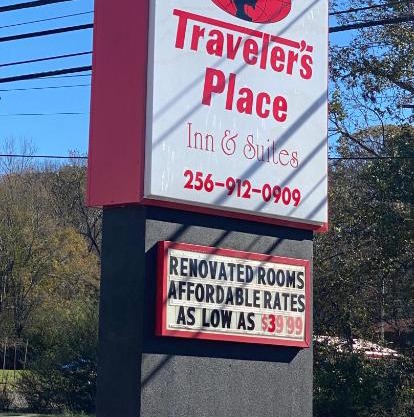 Traveler's
Place
Inn & Suites
256-912-0909
RENOVATED ROOMS
AFFORDABLE RATES
AS LOW AS $39 99